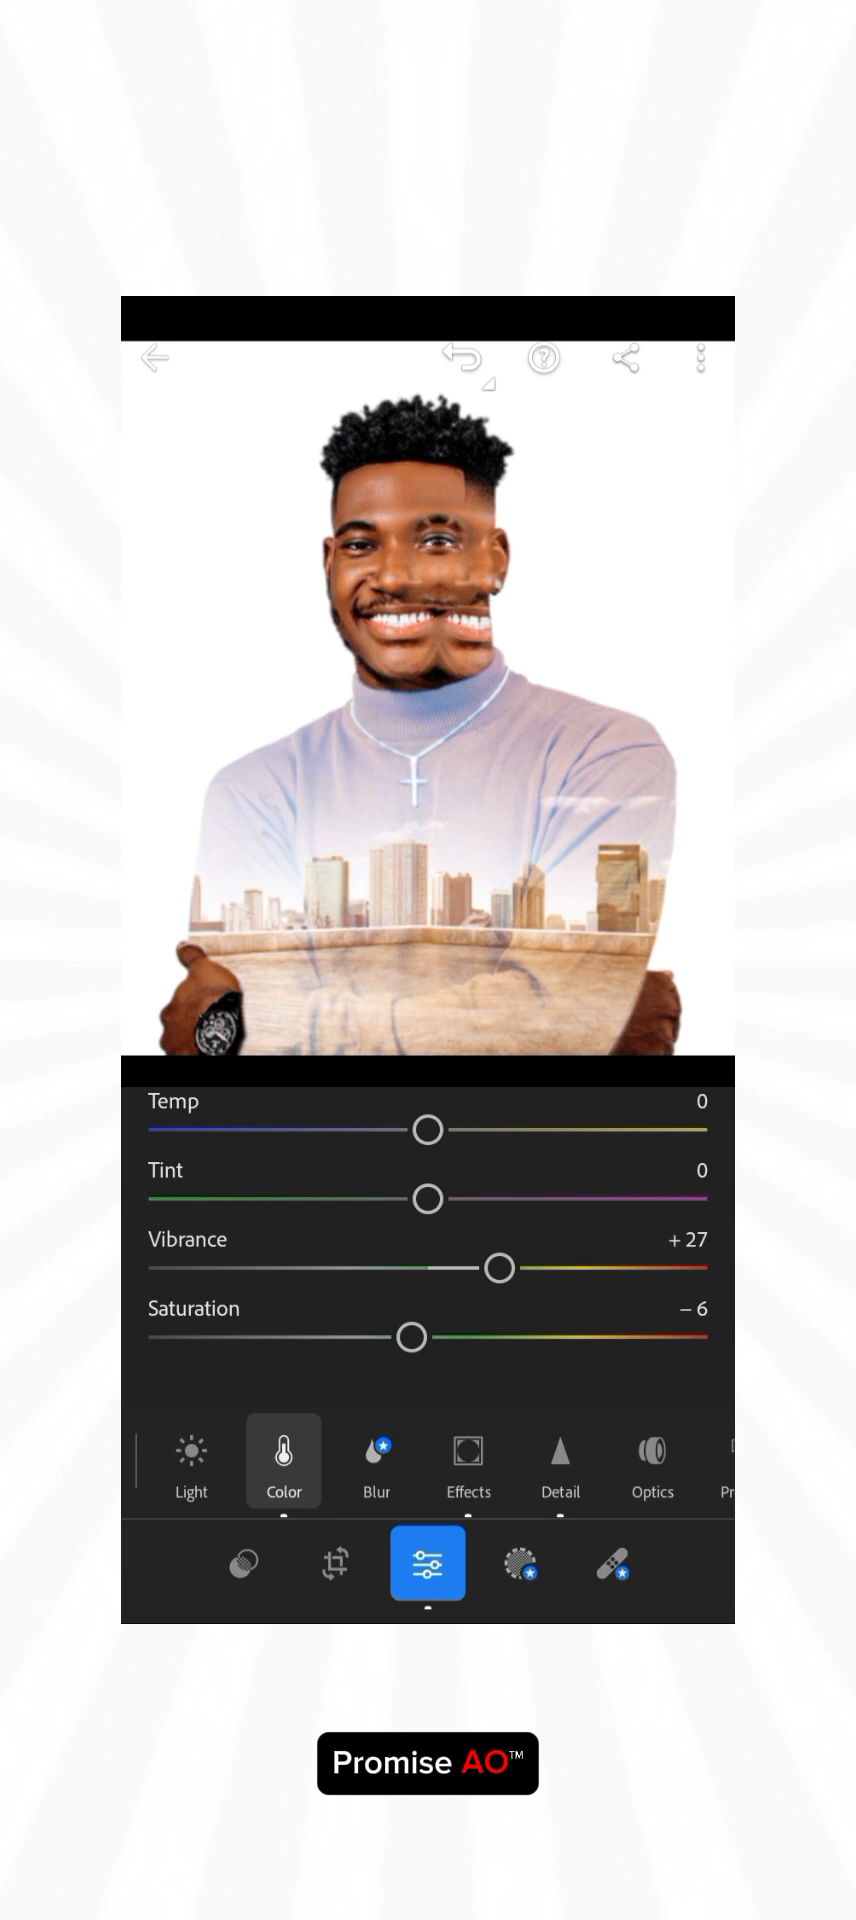 Temp 0
Tint 0
Vibrance + 27
Saturation – 6
Light Color Blur Effects Detail Optics
Promise AO™